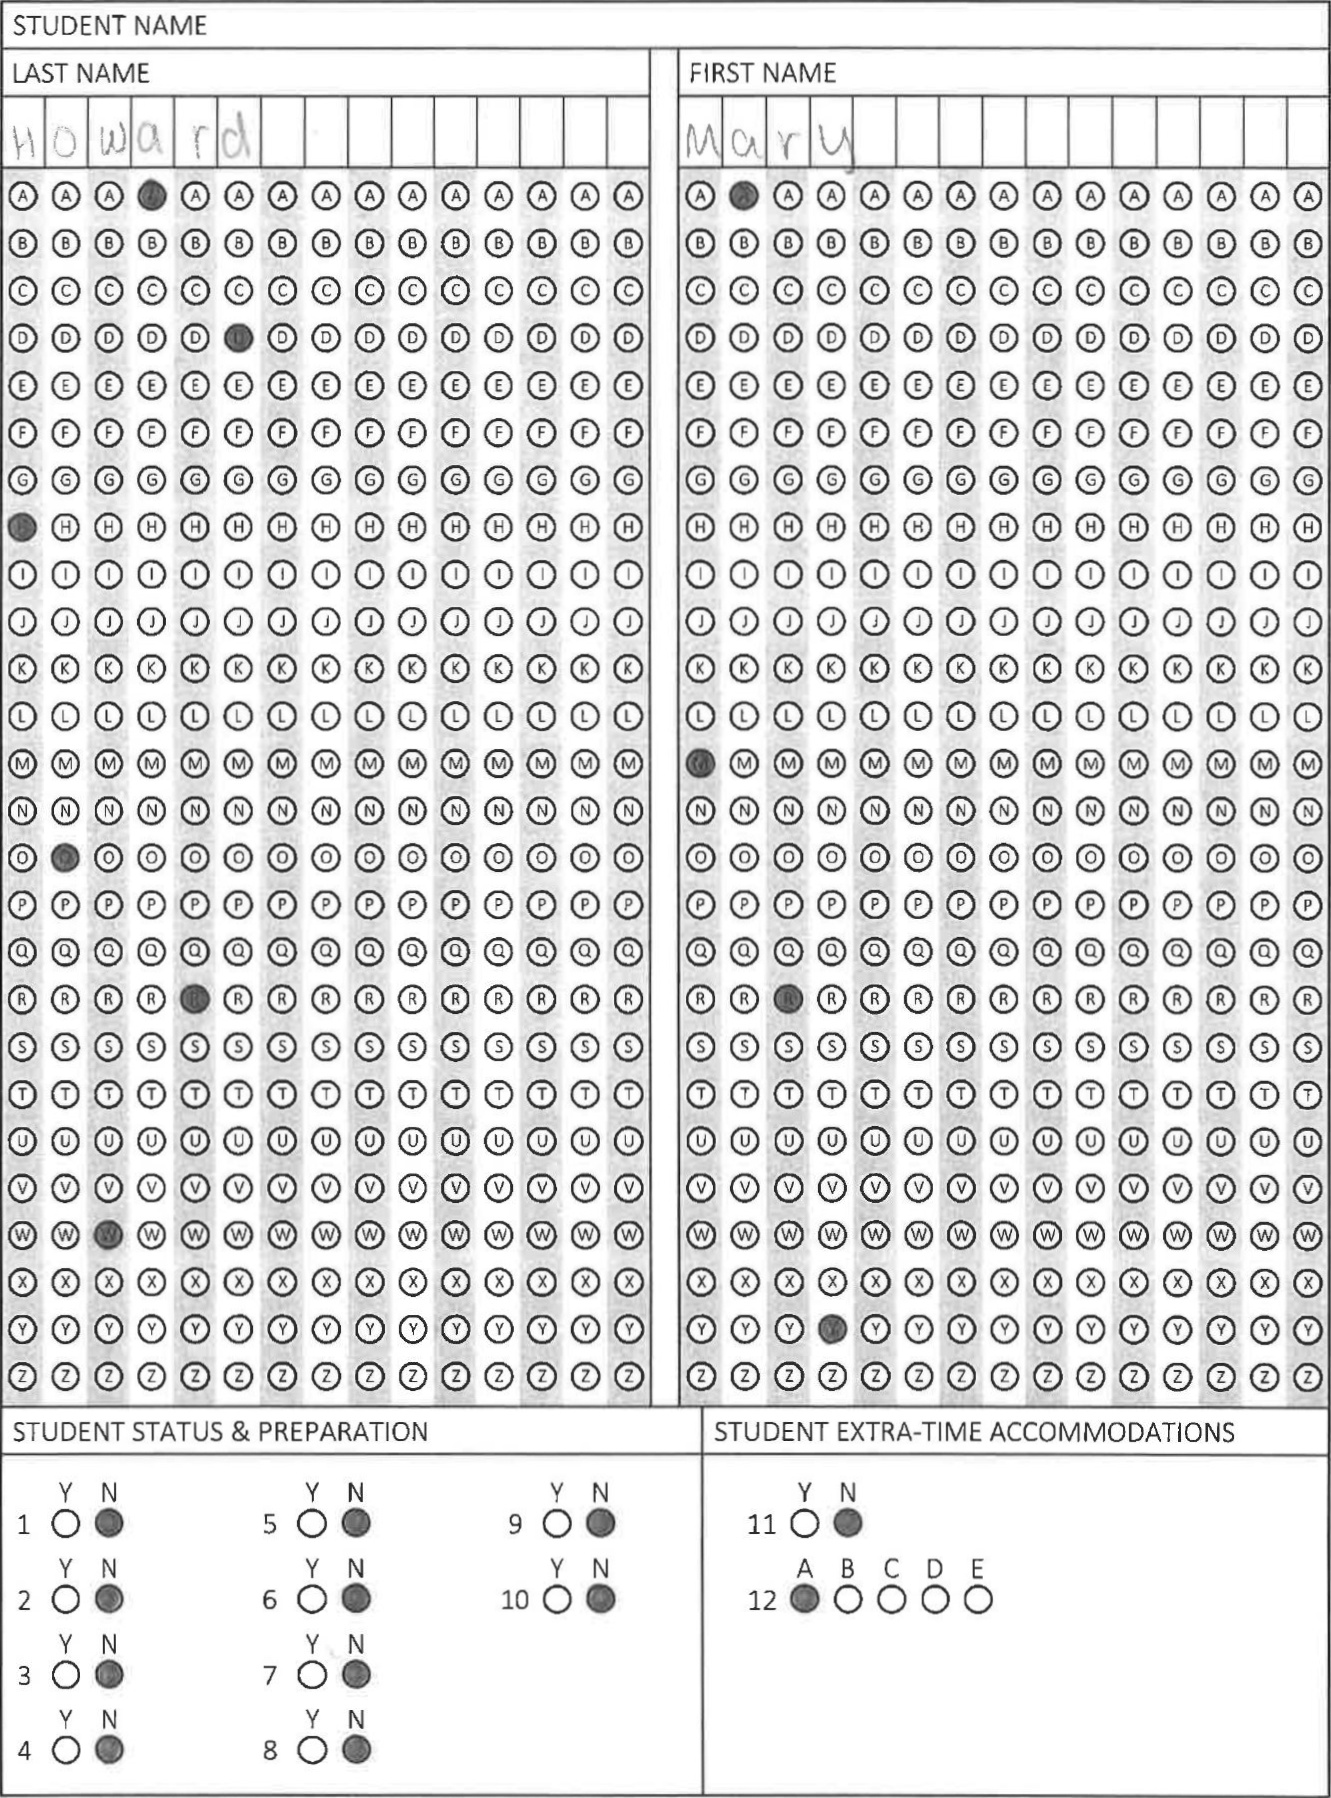 STUDENT NAME
LAST NAME FIRST NAME
Howard Mary
A A A A A A A A A A A A A A A A A A A A A A A A A A A A A A
B B B B B B B B B B B B B B B B B B B B B B B B B B B B B B
C C C C C C C C C C C C C C C C C C C C C C C C C C C C C C
D D D D D D D D D D D D D D D D D D D D D D D D D D D D D D
E E E E E E E E E E E E E E E E E E E E E E E E E E E E E E
F F F F F F F F F F F F F F F F F F F F F F F F F F F F F F
G G G G G G G G G G G G G G G G G G G G G G G G G G G G G G
H H H H H H H H H H H H H H H H H H H H H H H H H H H H H H
I I I I I I I I I I I I I I I I I I I I I I I I I I I I I I
J J J J J J J J J J J J J J J J J J J J J J J J J J J J J J
K K K K K K K K K K K K K K K K K K K K K K K K K K K K K K
L L L L L L L L L L L L L L L L L L L L L L L L L L L L L L
M M M M M M M M M M M M M M M M M M M M M M M M M M M M M M
N N N N N N N N N N N N N N N N N N N N N N N N N N N N N N
O O O O O O O O O O O O O O O O O O O O O O O O O O O O O O
P P P P P P P P P P P P P P P P P P P P P P P P P P P P P P
Q Q Q Q Q Q Q Q Q Q Q Q Q Q Q Q Q Q Q Q Q Q Q Q Q Q Q Q Q Q
R R R R R R R R R R R R R R R R R R R R R R R R R R R R R R
S S S S S S S S S S S S S S S S S S S S S S S S S S S S S S
T T T T T T T T T T T T T T T T T T T T T T T T T T T T T T
U U U U U U U U U U U U U U U U U U U U U U U U U U U U U U
V V V V V V V V V V V V V V V V V V V V V V V V V V V V V V
W W W W W W W W W W W W W W W W W W W W W W W W W W W W W W
X X X X X X X X X X X X X X X X X X X X X X X X X X X X X X
Y Y Y Y Y Y Y Y Y Y Y Y Y Y Y Y Y Y Y Y Y Y Y Y Y Y Y Y Y Y
Z Z Z Z Z Z Z Z Z Z Z Z Z Z Z Z Z Z Z Z Z Z Z Z Z Z Z Z Z Z
STUDENT STATUS & PREPARATION
Y N Y N Y N
1 5 9
Y N Y N Y N
2 6 10
Y N Y N
3 7
Y N Y N
4 8
STUDENT EXTRA-TIME ACCOMMODATIONS
Y N
11
A B C D E
12